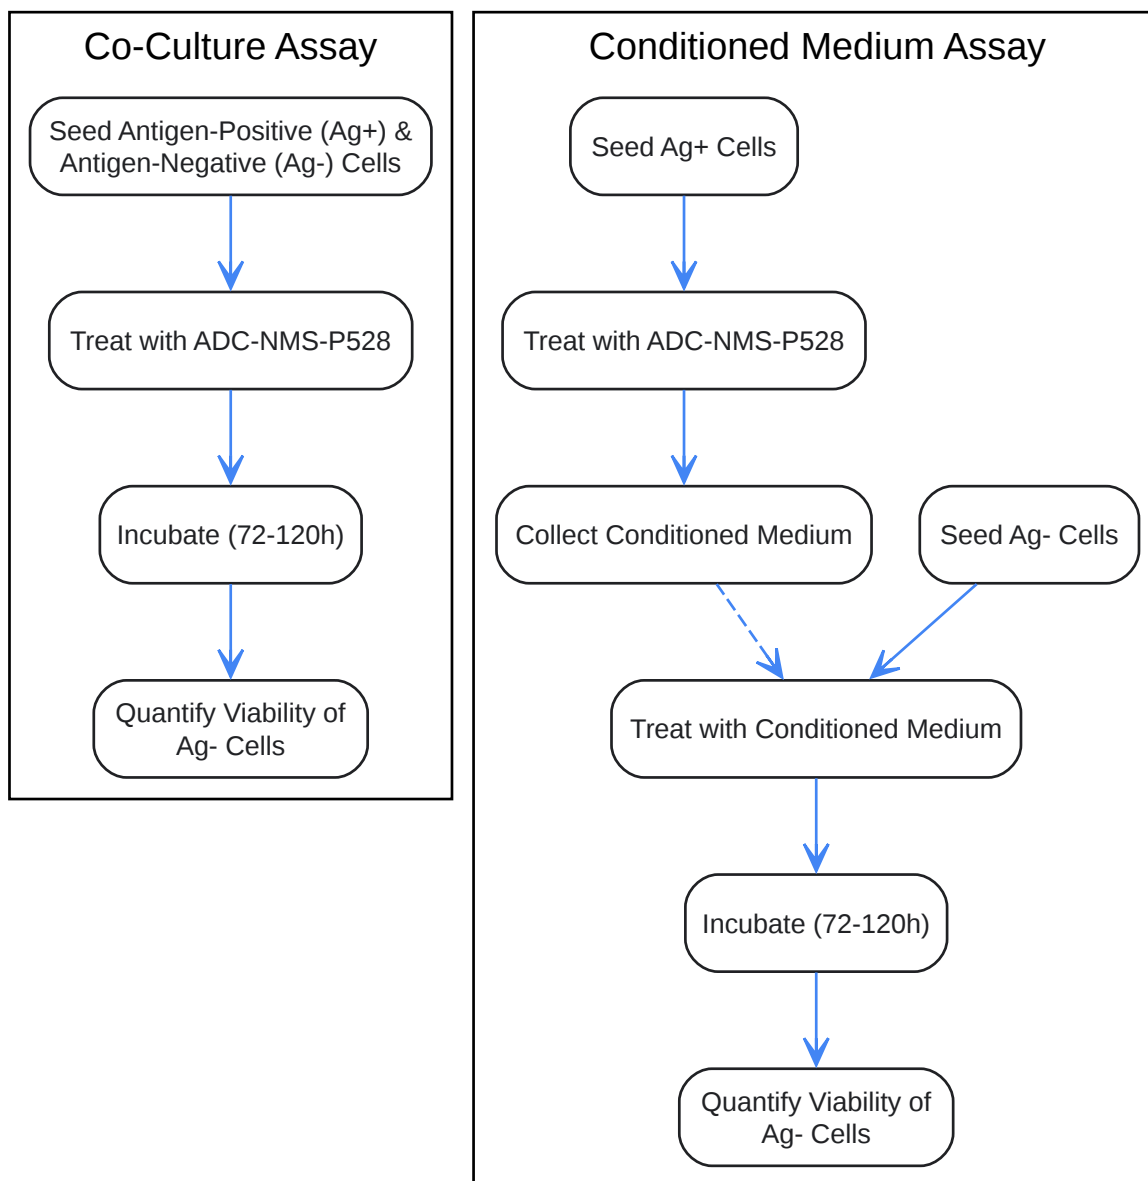 Co-Culture Assay
Seed Antigen-Positive (Ag+) &
Antigen-Negative (Ag-) Cells
Treat with ADC-NMS-P528
Incubate (72-120h)
Quantify Viability of
Ag- Cells
Conditioned Medium Assay
Seed Ag+ Cells
Treat with ADC-NMS-P528
Collect Conditioned Medium
Seed Ag- Cells
Treat with Conditioned Medium
Incubate (72-120h)
Quantify Viability of
Ag- Cells